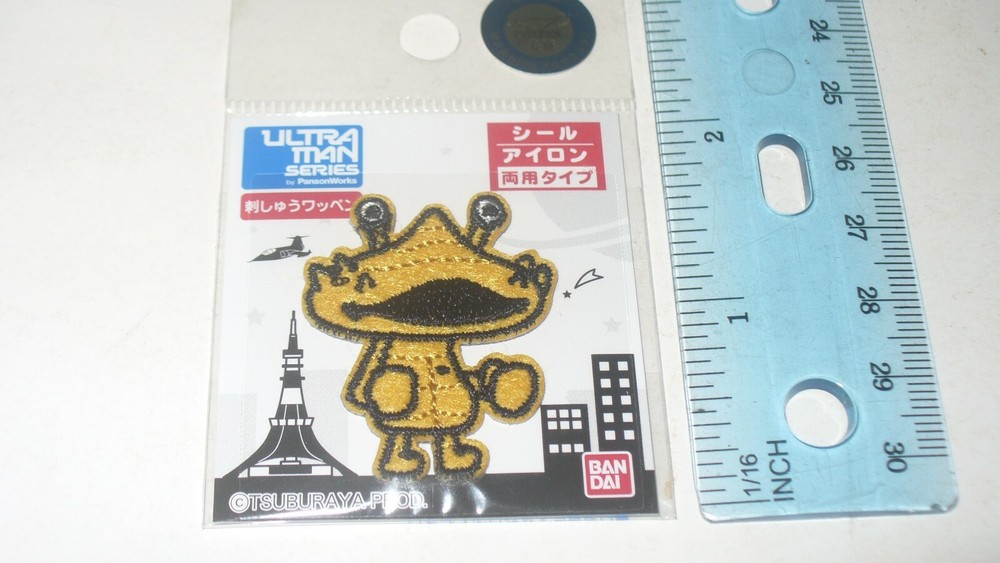 ULTRA
MAN
SERIES
by PansonWorks
シール
アイロン
両用タイプ
刺しゅうワッペン
BAN
DAI
©TSUBURAYA PROD.
24
25
26
27
28
29
30
2
1
1/16
INCH